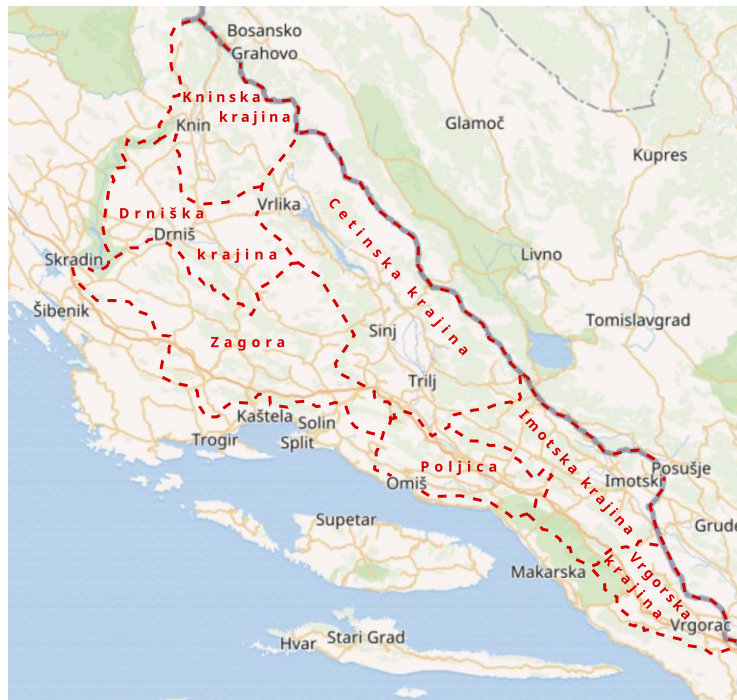 Bosansko
Grahovo
Kninska
krajina
Knin
Glamoč
Kupres
Vrlika
Drniška
Drniš
krajina
Cetinska krajina
Livno
Skradin
Šibenik
Tomislavgrad
Sinj
Zagora
Trilj
Kaštela
Solin
Trogir
Split
Imotska krajina
Poljica
Posušje
Imotski
Omiš
Supetar
Grude
Makarska
Vrgorska
krajina
Vrgorac
Hvar
Stari Grad